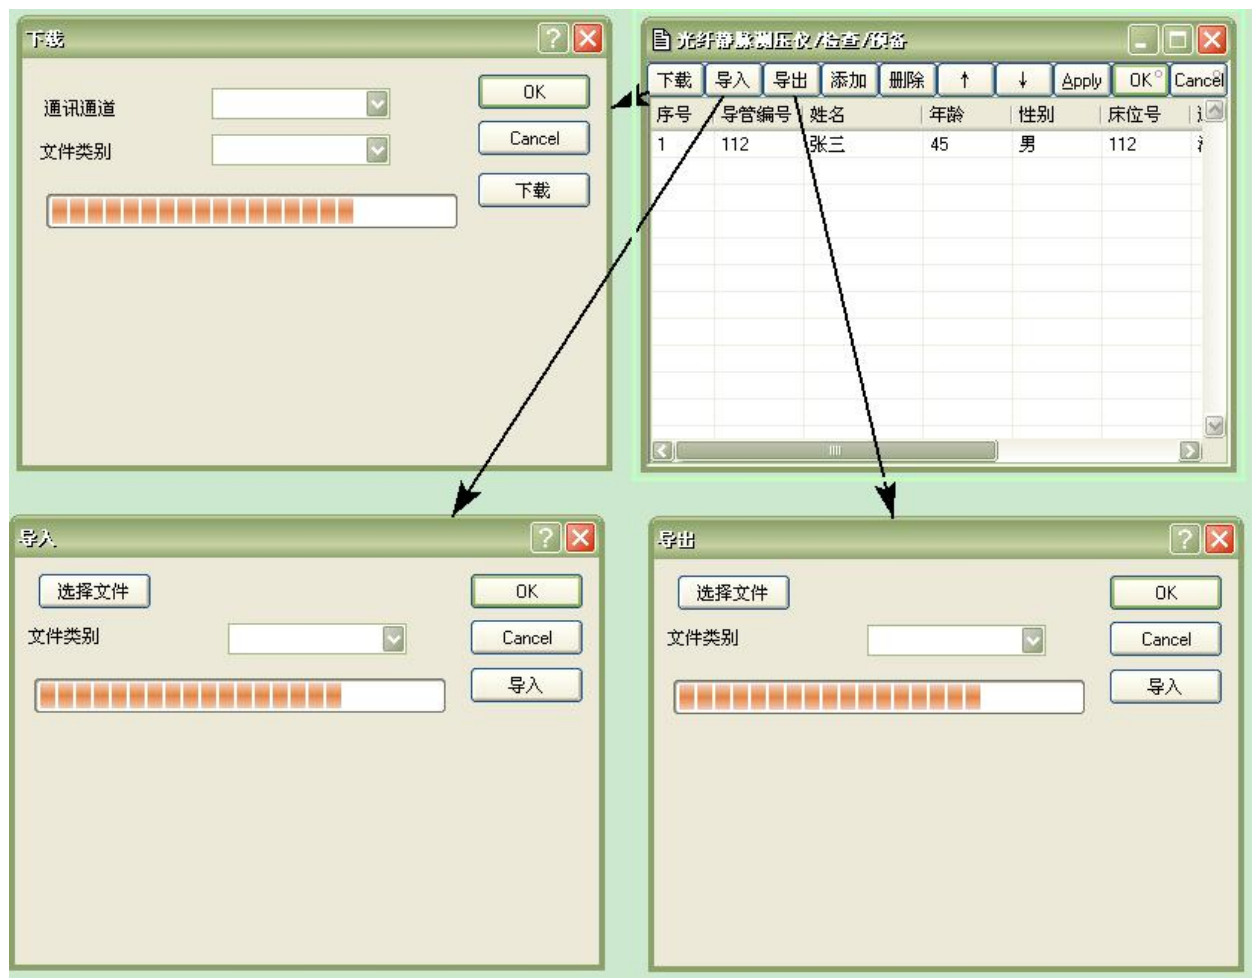 下载
通讯通道
文件类别
OK
Cancel
下载
光纤静脉测压仪/检查/预备
下载 导入 导出 添加 删除 ↑ ↓ Apply OK Cancel
序号 导管编号 姓名 年龄 性别 床位号
1 112 张三 45 男 112
导入
选择文件
文件类别
OK
Cancel
导入
导出
选择文件
文件类别
OK
Cancel
导入